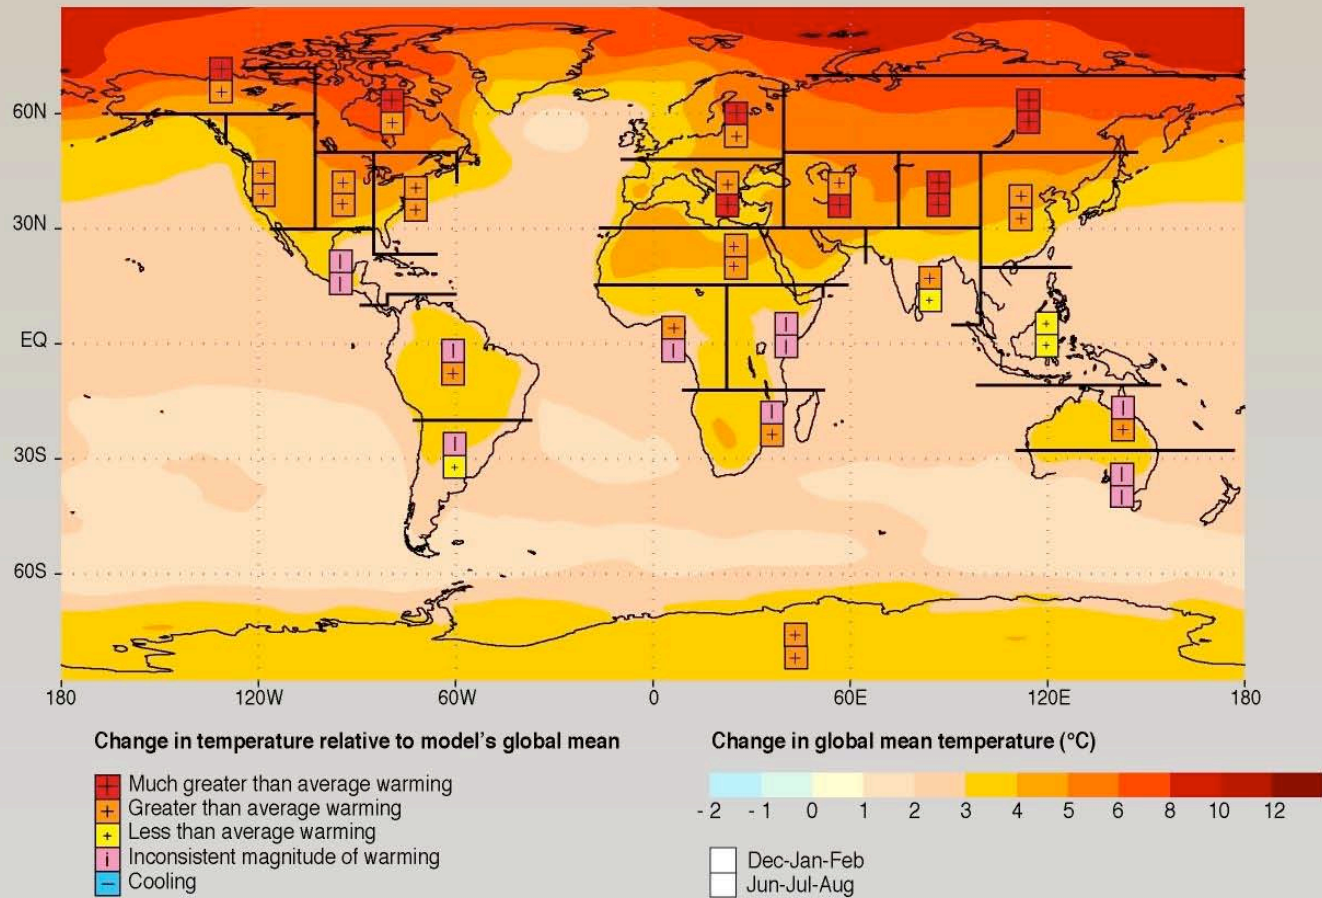 60N
30N
EQ
30S
60S
180 120W 60W 0 60E 120E 180
Change in temperature relative to model's global mean
Much greater than average warming
Greater than average warming
Less than average warming
Inconsistent magnitude of warming
Cooling
Change in global mean temperature (°C)
- 2 - 1 0 1 2 3 4 5 6 8 10 12
Dec-Jan-Feb
Jun-Jul-Aug